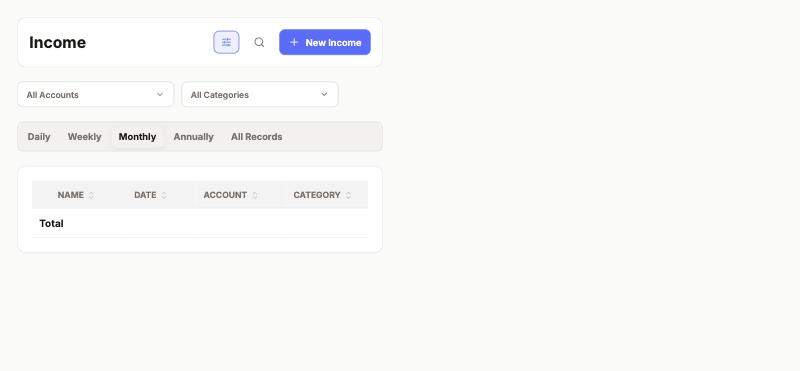 Income
New Income
All Accounts
All Categories
Daily Weekly Monthly Annually All Records
NAME DATE ACCOUNT CATEGORY
Total